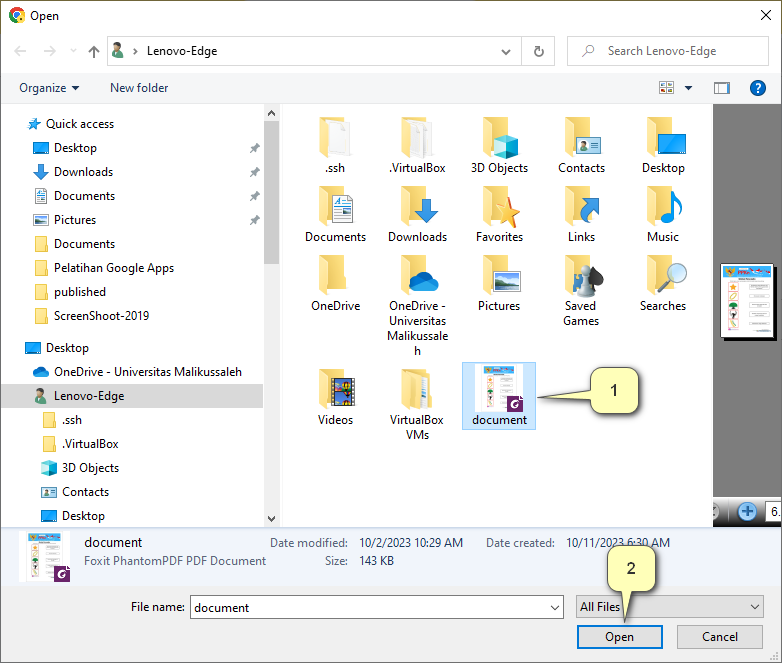 Open
Lenovo-Edge
Search Lenovo-Edge
Organize
New folder
?
Quick access
Desktop
Downloads
Documents
Pictures
Documents
Pelatihan Google Apps
published
ScreenShoot-2019
Desktop
OneDrive - Universitas Malikussaleh
Lenovo-Edge
.ssh
.VirtualBox
3D Objects
Contacts
Desktop
.ssh
.VirtualBox
3D Objects
Contacts
Desktop
Documents
Downloads
Favorites
Links
Music
OneDrive
OneDrive -
Universitas
Malikussale
h
Pictures
Saved
Games
Searches
Videos
VirtualBox
VMs
document
1
6.
document
Foxit PhantomPDF PDF Document
Date modified: 10/2/2023 10:29 AM
Size: 143 KB
Date created: 10/11/2023 6:30 AM
2
File name: document
All Files
Open
Cancel